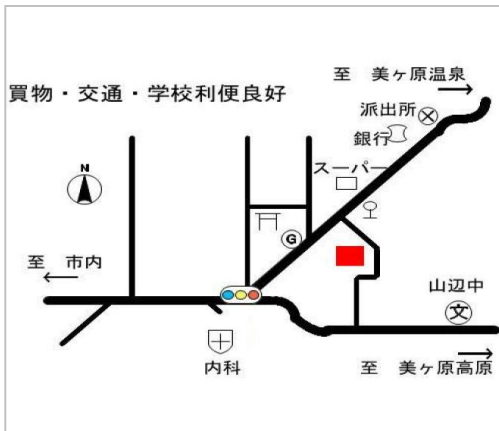 至 美ヶ原温泉
買物・交通・学校利便良好
派出所
銀行
スーパー
N
G
至 市内
山辺中
文
内科
至 美ヶ原高原